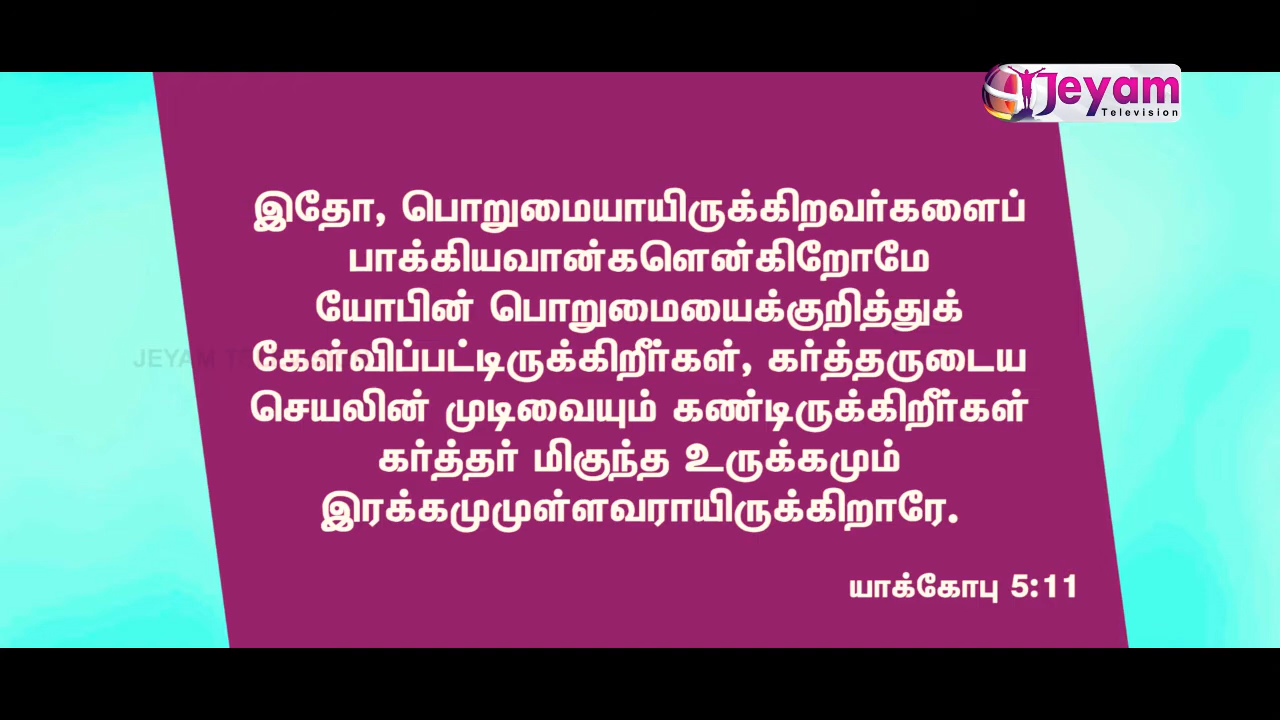 Jeyam
Television
இதோ, பொறுமையாயிருக்கிறவர்களைப்
பாக்கியவான்களென்கிறோமே
யோபின் பொறுமையைக்குறித்துக்
கேள்விப்பட்டிருக்கிறீர்கள், கர்த்தருடைய
செயலின் முடிவையும் கண்டிருக்கிறீர்கள்
கர்த்தர் மிகுந்த உருக்கமும்
இரக்கமுமுள்ளவராயிருக்கிறாரே.
யாக்கோபு 5:11
JEYAM